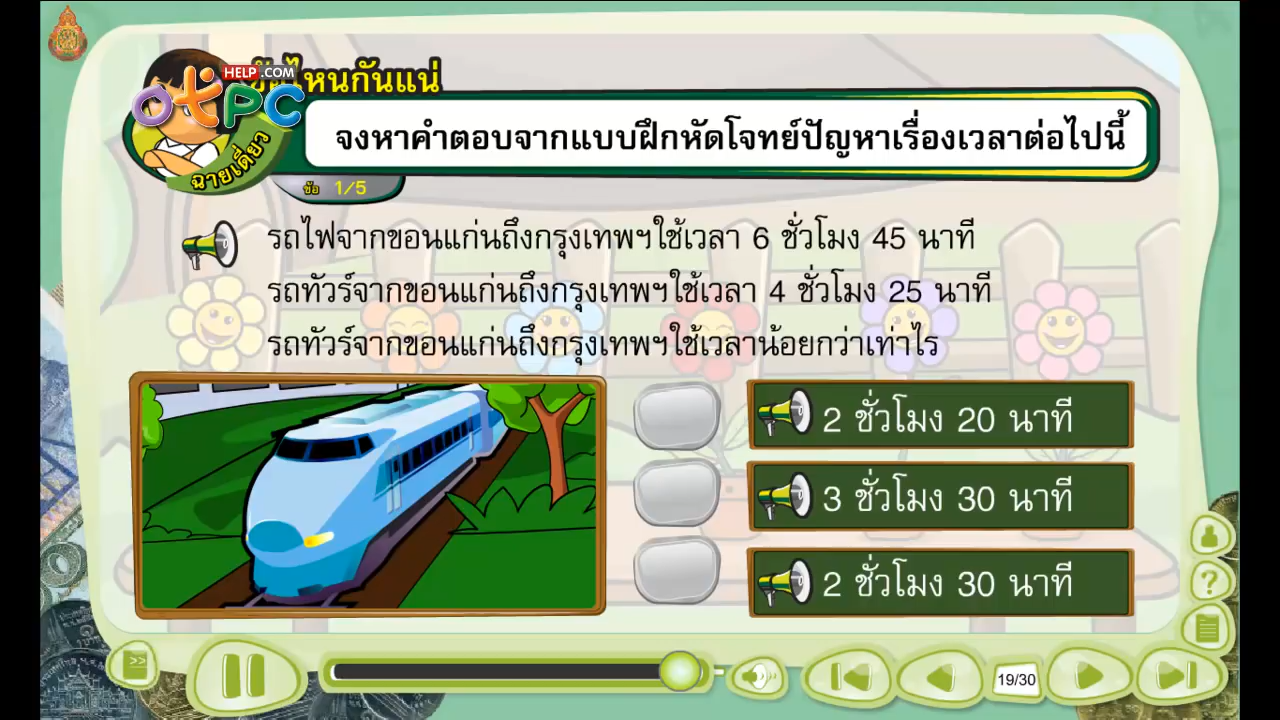 HELP.COM
OTPC
ไหนกันแน่
จงหาคำตอบจากแบบฝึกหัดโจทย์ปัญหาเรื่องเวลาต่อไปนี้
ฉายเดี่ยว
ข้อ 1/5
รถไฟจากขอนแก่นถึงกรุงเทพฯใช้เวลา 6 ชั่วโมง 45 นาที
รถทัวร์จากขอนแก่นถึงกรุงเทพฯใช้เวลา 4 ชั่วโมง 25 นาที
รถทัวร์จากขอนแก่นถึงกรุงเทพฯใช้เวลาน้อยกว่าเท่าไร
2 ชั่วโมง 20 นาที
3 ชั่วโมง 30 นาที
2 ชั่วโมง 30 นาที
19/30